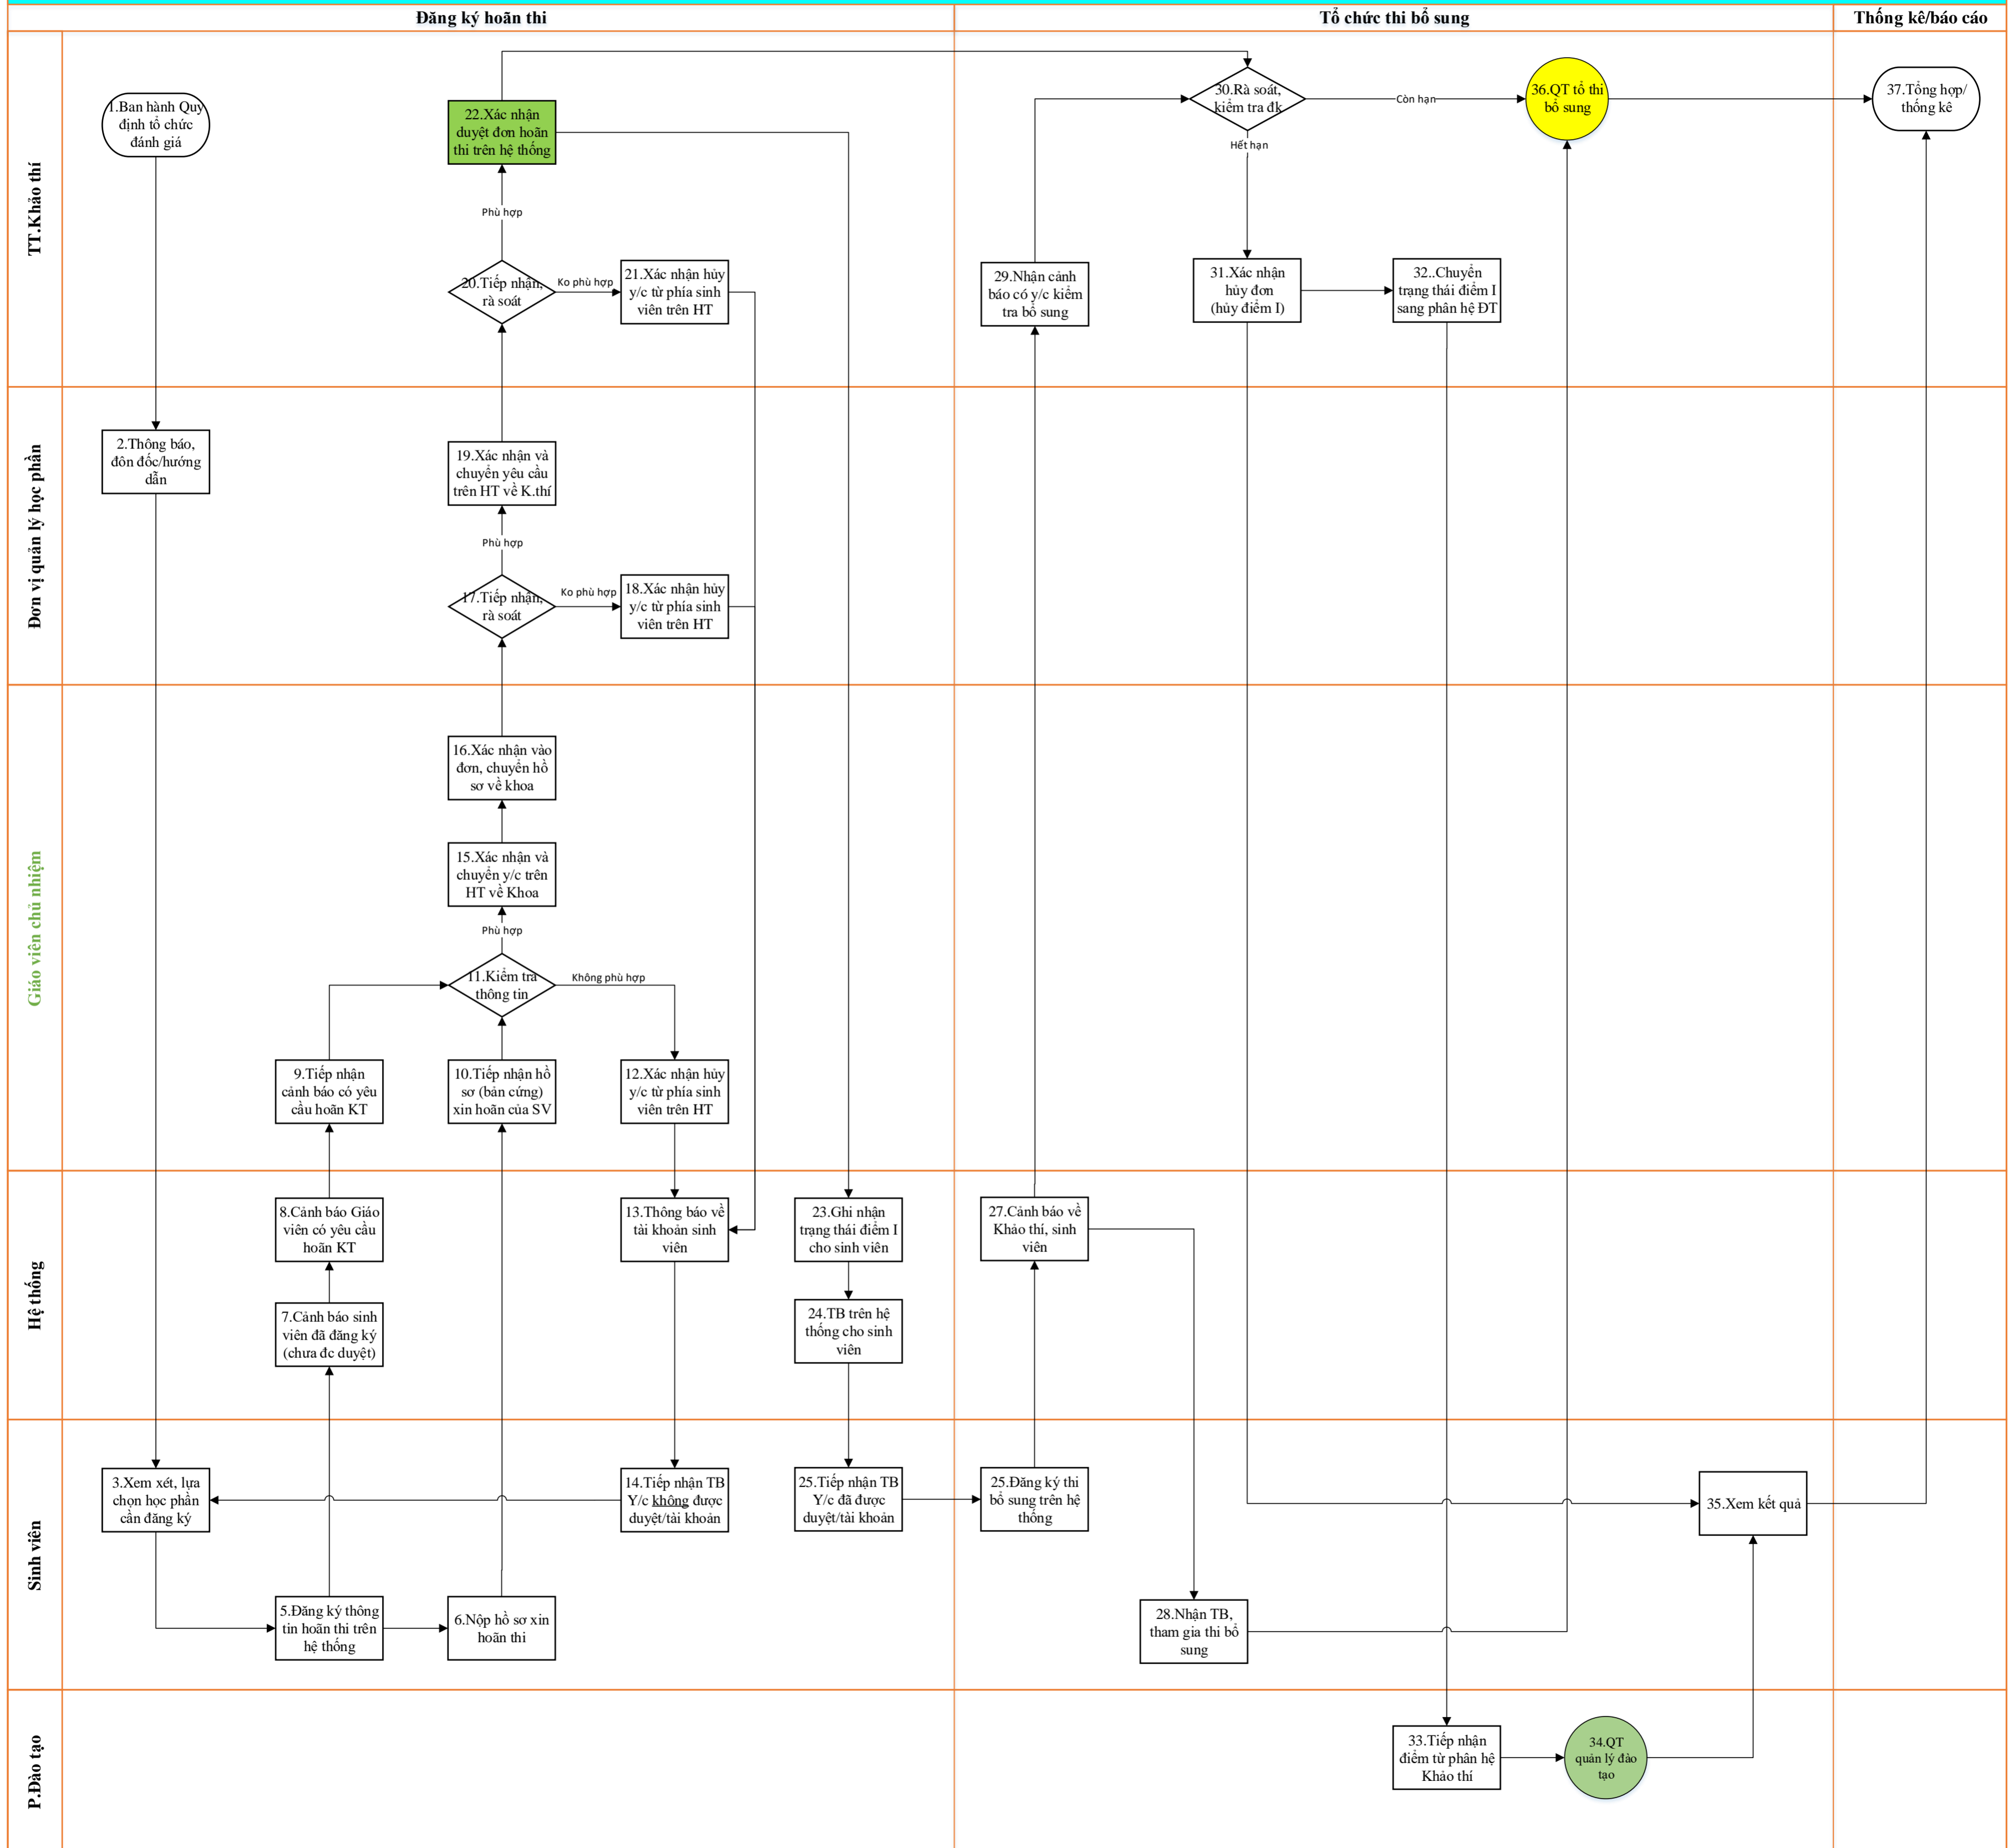 Đăng ký hoãn thi
Tổ chức thi bổ sung
Thống kê/báo cáo
TT.Khảo thí
1.Ban hành Quy
định tổ chức
đánh giá
22.Xác nhận
duyệt đơn hoãn
thi trên hệ thống
30.Rà soát,
kiểm tra đk
Còn hạn
36.QT tổ thi
bổ sung
37.Tổng hợp/
thống kê
Hết hạn
Phù hợp
20.Tiếp nhận,
rà soát
Ko phù hợp
21.Xác nhận hủy
y/c từ phía sinh
viên trên HT
29.Nhận cảnh
báo có y/c kiểm
tra bổ sung
31.Xác nhận
hủy đơn
(hủy điểm I)
32..Chuyển
trạng thái điểm I
sang phân hệ ĐT
Đơn vị quản lý học phần
2.Thông báo,
đôn đốc/hướng
dẫn
19.Xác nhận và
chuyển yêu cầu
trên HT về K.thí
Phù hợp
17.Tiếp nhận,
rà soát
Ko phù hợp
18.Xác nhận hủy
y/c từ phía sinh
viên trên HT
Giáo viên chủ nhiệm
16.Xác nhận vào
đơn, chuyển hồ
sơ về khoa
15.Xác nhận và
chuyển y/c trên
HT về Khoa
Phù hợp
11.Kiểm tra
thông tin
Không phù hợp
9.Tiếp nhận
cảnh báo có yêu
cầu hoãn KT
10.Tiếp nhận hồ
sơ (bản cứng)
xin hoãn của SV
12.Xác nhận hủy
y/c từ phía sinh
viên trên HT
Hệ thống
8.Cảnh báo Giáo
viên có yêu cầu
hoãn KT
13.Thông báo về
tài khoản sinh
viên
23.Ghi nhận
trạng thái điểm I
cho sinh viên
27.Cảnh báo về
Khảo thí, sinh
viên
7.Cảnh báo sinh
viên đã đăng ký
(chưa đc duyệt)
24.TB trên hệ
thống cho sinh
viên
Sinh viên
3.Xem xét, lựa
chọn học phần
cần đăng ký
14.Tiếp nhận TB
Y/c không được
duyệt/tài khoản
25.Tiếp nhận TB
Y/c đã được
duyệt/tài khoản
25.Đăng ký thi
bổ sung trên hệ
thống
35.Xem kết quả
5.Đăng ký thông
tin hoãn thi trên
hệ thống
6.Nộp hồ sơ xin
hoãn thi
28.Nhận TB,
tham gia thi bổ
sung
P.Đào tạo
33.Tiếp nhận
điểm từ phân hệ
Khảo thí
34.QT
quản lý đào
tạo